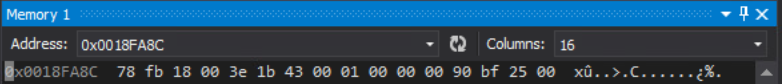 Memory 1
Address: 0x0018FA8C Columns: 16
0x0018FA8C 78 fb 18 00 3e 1b 43 00 01 00 00 00 90 bf 25 00 xû..>.C......¿%.